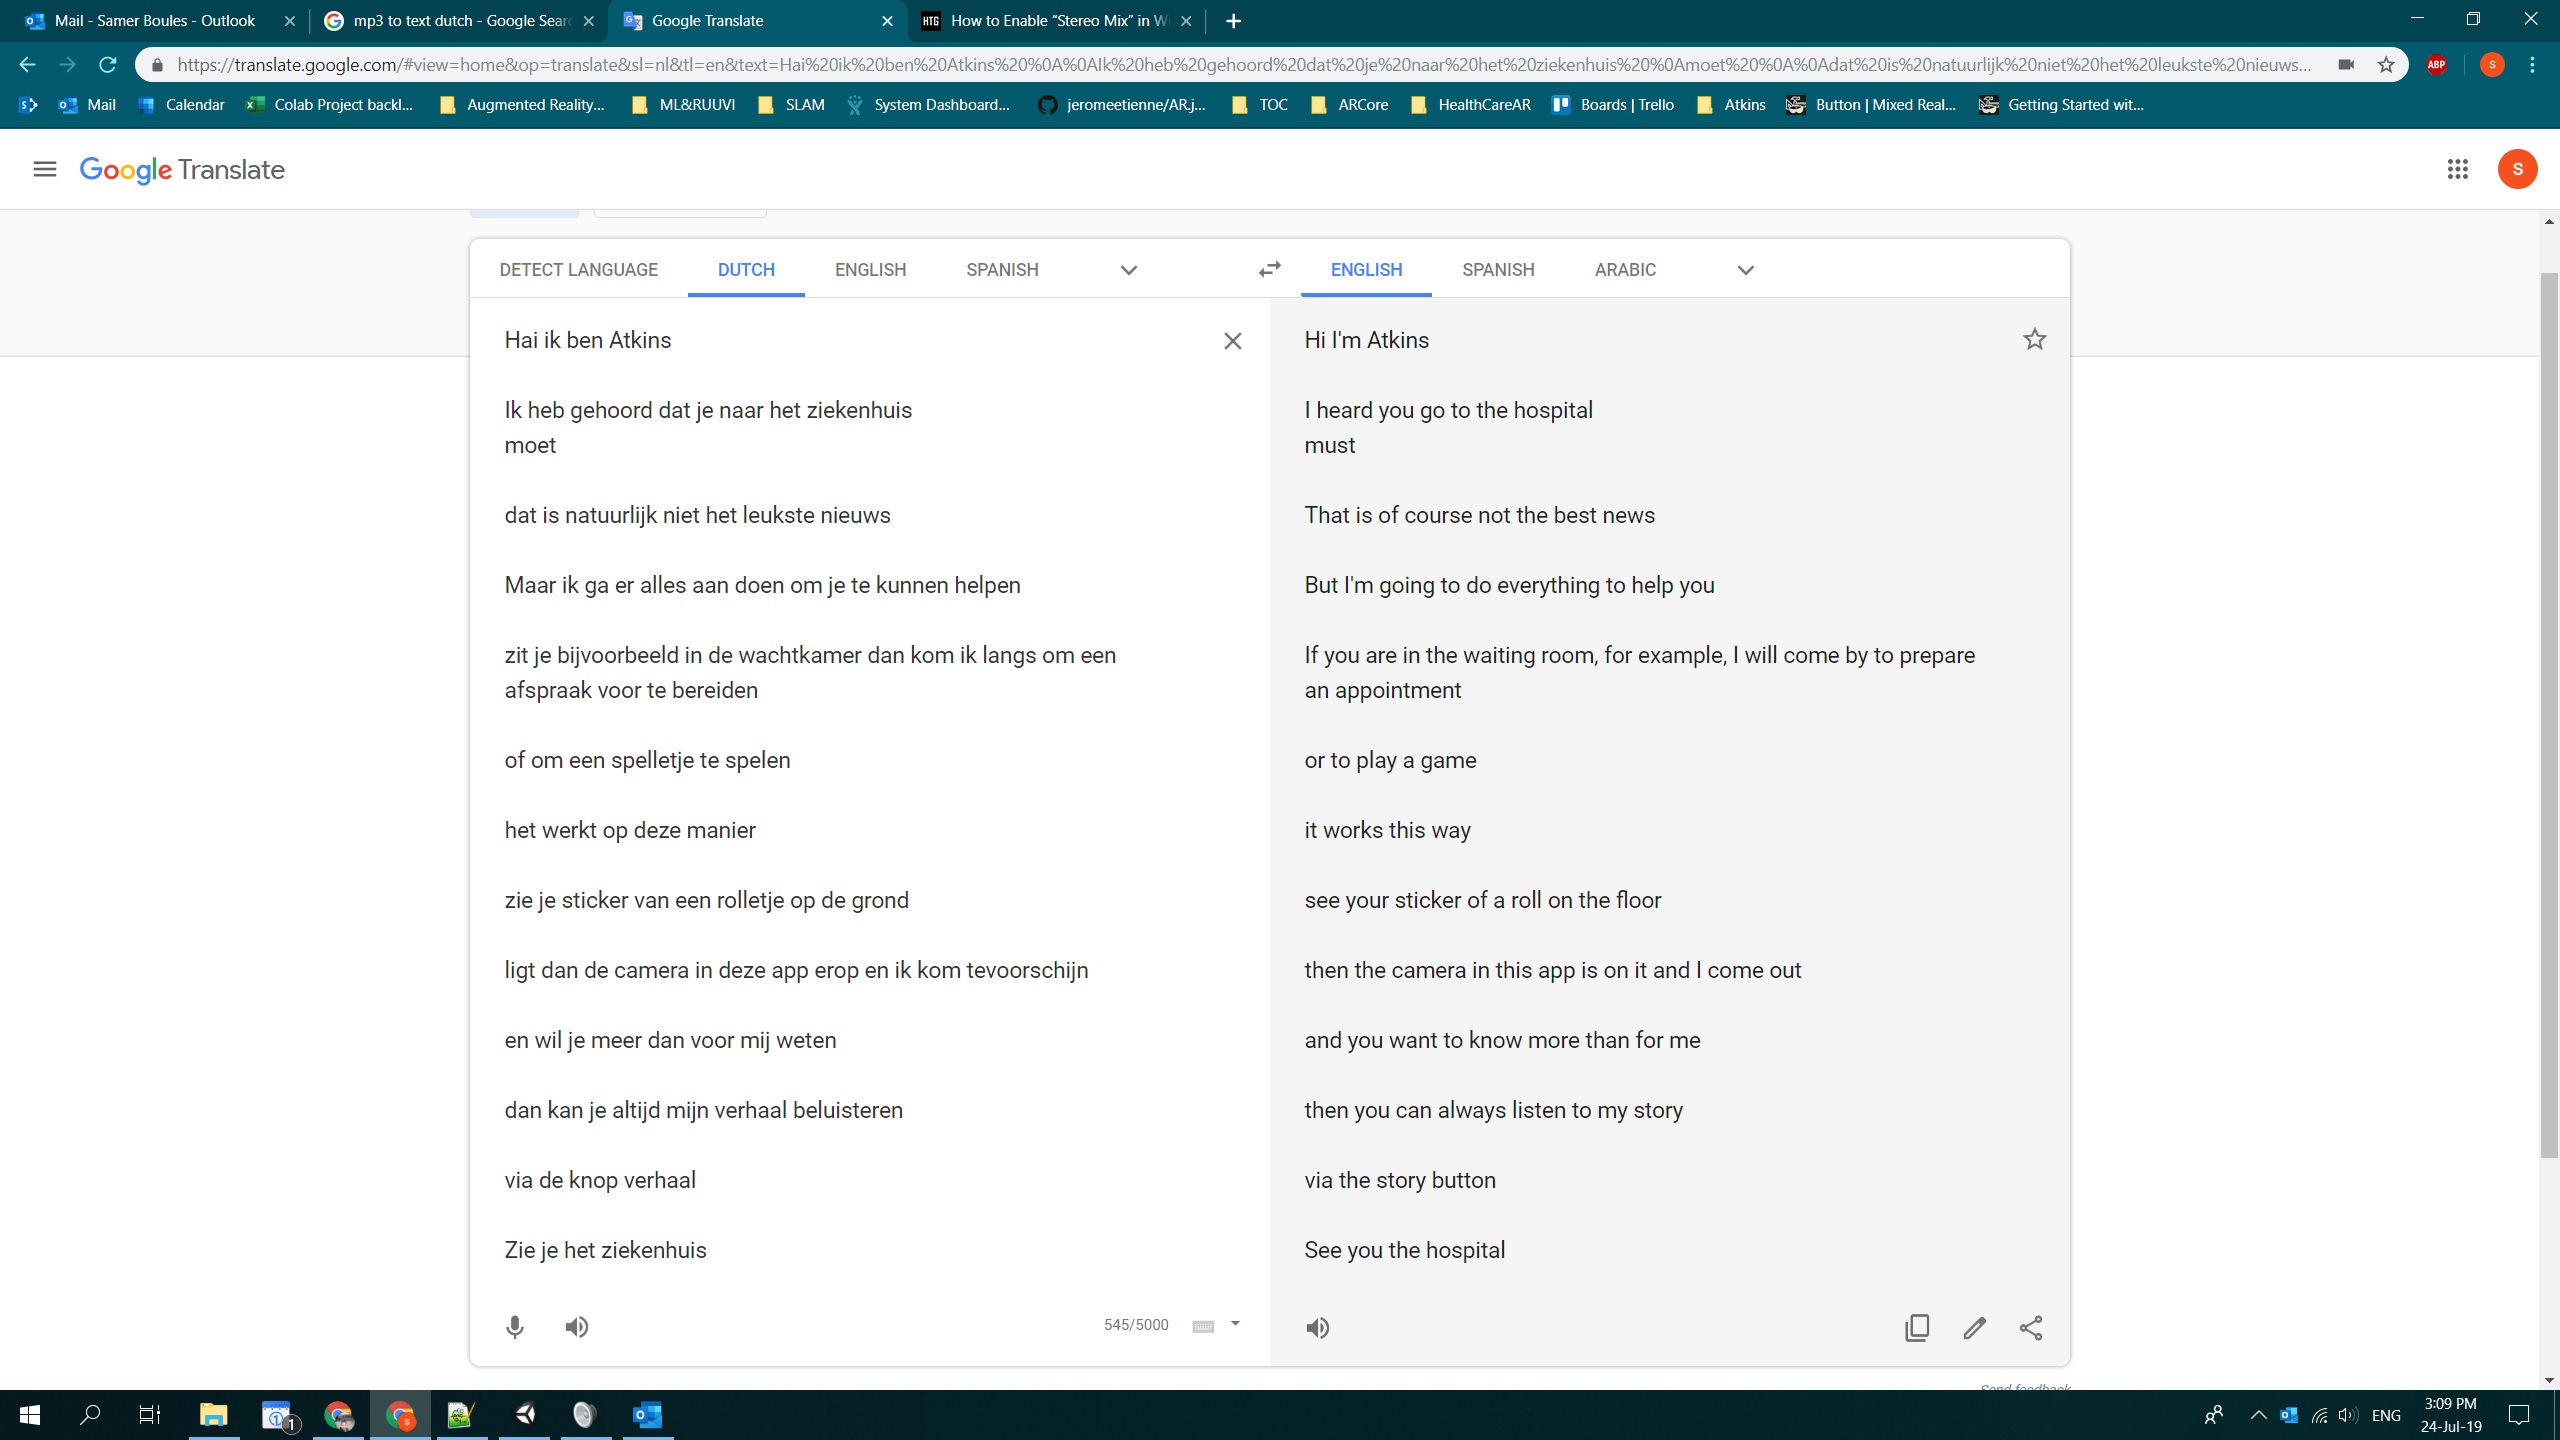 Mail - Samer Boules - Outlook
mp3 to text dutch - Google Sear
Google Translate
HTG How to Enable “Stereo Mix” in W
https://translate.google.com/#view=home&op=translate&sl=nl&tl=en&text=Hai%20ik%20ben%20Atkins%20%0A%0AIk%20heb%20gehoord%20dat%20je%20naar%20het%20ziekenhuis%20%0Amoet%20%0A%0Adat%20is%20natuurlijk%20niet%20het%20leukste%20nieuws...
ABP
S
Mail
Calendar
Colab Project backl...
Augmented Reality...
ML&RUUVI
SLAM
System Dashboard...
jeromeetienne/AR.j...
TOC
ARCore
HealthCareAR
Boards | Trello
Atkins
Button | Mixed Real...
Getting Started wit...
Google Translate
S
DETECT LANGUAGE
DUTCH
ENGLISH
SPANISH
ENGLISH
SPANISH
ARABIC
Hai ik ben Atkins
Ik heb gehoord dat je naar het ziekenhuis
moet
dat is natuurlijk niet het leukste nieuws
Maar ik ga er alles aan doen om je te kunnen helpen
zit je bijvoorbeeld in de wachtkamer dan kom ik langs om een
afspraak voor te bereiden
of om een spelletje te spelen
het werkt op deze manier
zie je sticker van een rolletje op de grond
ligt dan de camera in deze app erop en ik kom tevoorschijn
en wil je meer dan voor mij weten
dan kan je altijd mijn verhaal beluisteren
via de knop verhaal
Zie je het ziekenhuis
545/5000
Hi I'm Atkins
I heard you go to the hospital
must
That is of course not the best news
But I'm going to do everything to help you
If you are in the waiting room, for example, I will come by to prepare
an appointment
or to play a game
it works this way
see your sticker of a roll on the floor
then the camera in this app is on it and I come out
and you want to know more than for me
then you can always listen to my story
via the story button
See you the hospital
Send feedback
1
ENG
3:09 PM
24-Jul-19